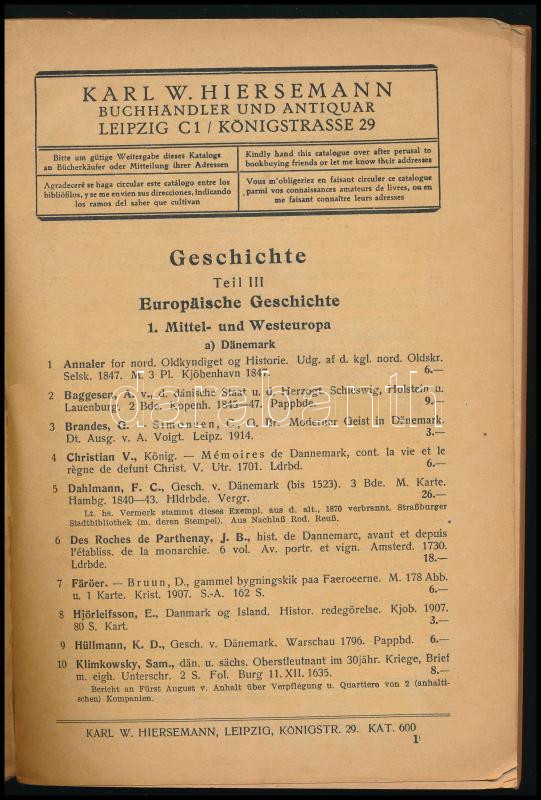 KARL W. HIERSEMANN
BUCHHÄNDLER UND ANTIQUAR
LEIPZIG C1 / KÖNIGSTRASSE 29
Bitte um gütige Weitergabe dieses Katalogs
an Bücherkäufer oder Mitteilung ihrer Adressen
Kindly hand this catalogue over after perusal to
bookbuying friends or let me know their addresses
Agradeceré se haga circular este catálogo entre los
bibliófilos, y se me envien sus direcciones, indicando
los ramos del saber que cultivan
Vous m'obligeriez en faisant circuler ce catalogue
parmi vos connaissances amateurs de livres, ou en
me faisant connaître leurs adresses
Geschichte
Teil III
Europäische Geschichte
1. Mittel- und Westeuropa
a) Dänemark
1 Annaler for nord. Oldkyndiget og Historie. Udg. af d. kgl. nord. Oldskr.
Selsk. 1847. M. 3 Pl. Kjöbenhavn 1847. 6.—
2 Baggesen, A. v., d. dänische Staat u. d. Herzogt. Schleswig, Holstein u.
Lauenburg. 2 Bde. Kopenh. 1845—47. Pappbde. 9.—
3 Brandes, G. — Simonsen, C., G. Br. Moderner Geist in Dänemark.
Dt. Ausg. v. A. Voigt. Leipz. 1914. 3.—
4 Christian V., König. — Mémoires de Dannemark, cont. la vie et le
règne de defunt Christ. V. Utr. 1701. Ldrbd. 6.—
5 Dahlmann, F. C., Gesch. v. Dänemark (bis 1523). 3 Bde. M. Karte.
Hambg. 1840—43. Hldrbde. Vergr. 26.—
Lt. hs. Vermerk stammt dieses Exempl. aus d. alt., 1870 verbrannt. Straßburger
Stadtbibliothek (m. deren Stempel). Aus Nachlaß Rod. Reuß.
6 Des Roches de Parthenay, J. B., hist. de Dannemarc, avant et depuis
l'établiss. de la monarchie. 6 vol. Av. portr. et vign. Amsterd. 1730.
Ldrbde. 18.—
7 Färöer. — Bruun, D., gammel bygningskik paa Faeroeerne. M. 178 Abb.
u. 1 Karte. Krist. 1907. S.-A. 162 S. 6.—
8 Hjörleifsson, E., Danmark og Island. Histor. redegörelse. Kjob. 1907.
80 S. Kart. 3.—
9 Hüllmann, K. D., Gesch. v. Dänemark. Warschau 1796. Pappbd. 6.—
10 Klimkowsky, Sam., dän. u. sächs. Oberstleutnant im 30jähr. Kriege, Brief
m. eigh. Unterschr. 2 S. Fol. Burg 11. XII. 1635. 8.—
Bericht an Fürst August v. Anhalt über Verpflegung u. Quartiere von 2 (anhalti-
schen) Kompanien.
KARL W. HIERSEMANN, LEIPZIG, KÖNIGSTR. 29. KAT. 600
1
darabanth